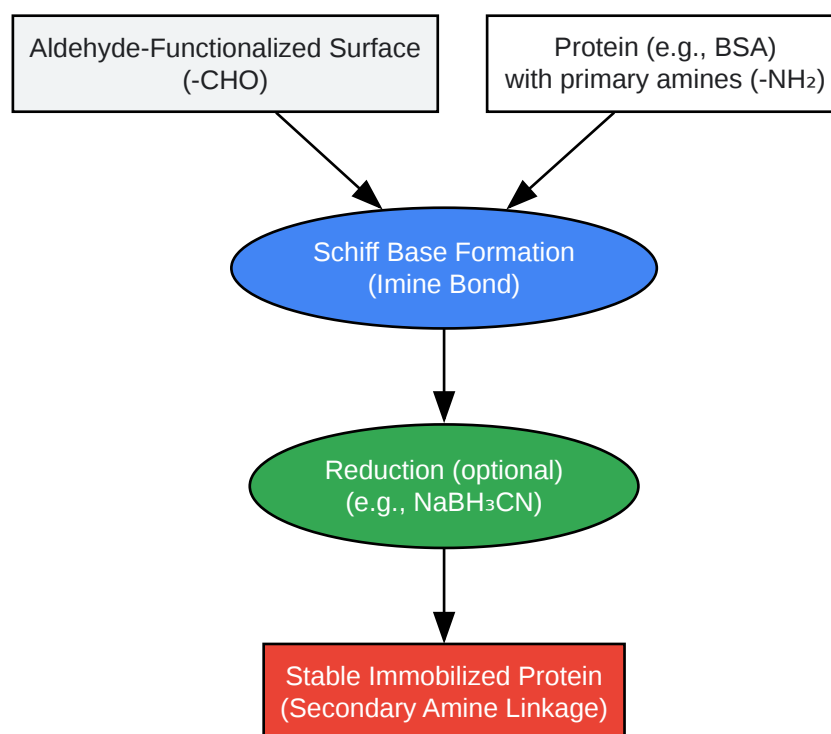 Aldehyde-Functionalized Surface
(-CHO)
Protein (e.g., BSA)
with primary amines (-NH₂)
Schiff Base Formation
(Imine Bond)
Reduction (optional)
(e.g., NaBH₃CN)
Stable Immobilized Protein
(Secondary Amine Linkage)